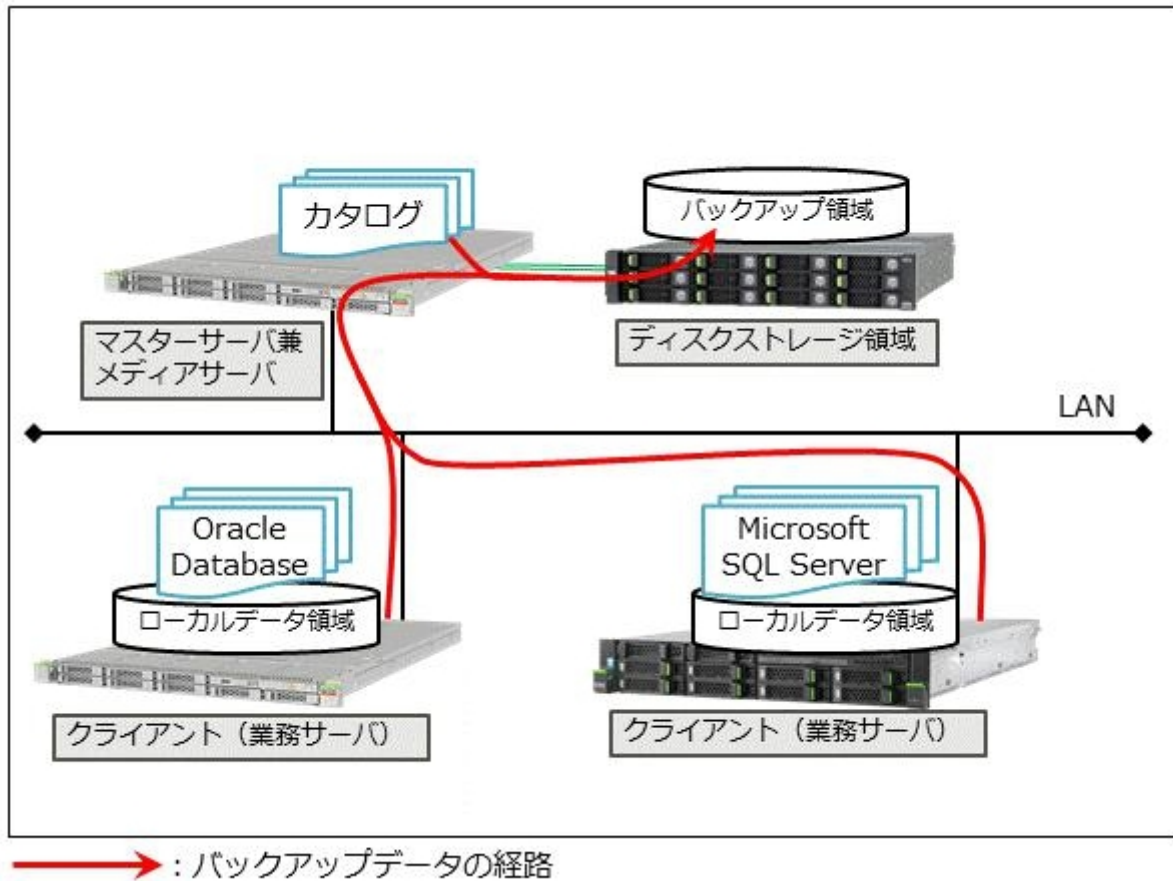 カタログ
バックアップ領域
マスターサーバ兼
メディアサーバ
ディスクストレージ領域
LAN
Oracle
Database
ローカルデータ領域
Microsoft
SQL Server
ローカルデータ領域
クライアント（業務サーバ）
クライアント（業務サーバ）
：バックアップデータの経路